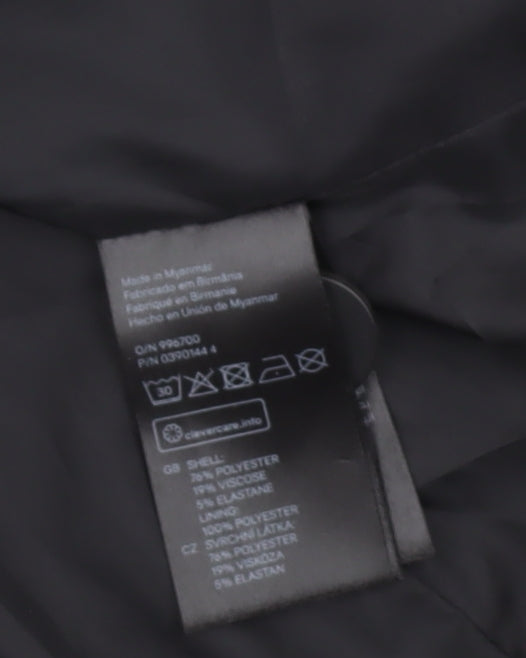 Made in Myanmar
Fabricado em Birmânia
Fabriqué en Birmanie
Hecho en Unión de Myanmar
O/N 996700
P/N 0390144 4
30
clevercare.info
GB SHELL:
76% POLYESTER
19% VISCOSE
5% ELASTANE
LINING:
100% POLYESTER
CZ SVRCHNÍ LÁTKA:
76% POLYESTER
19% VISKÓZA
5% ELASTAN